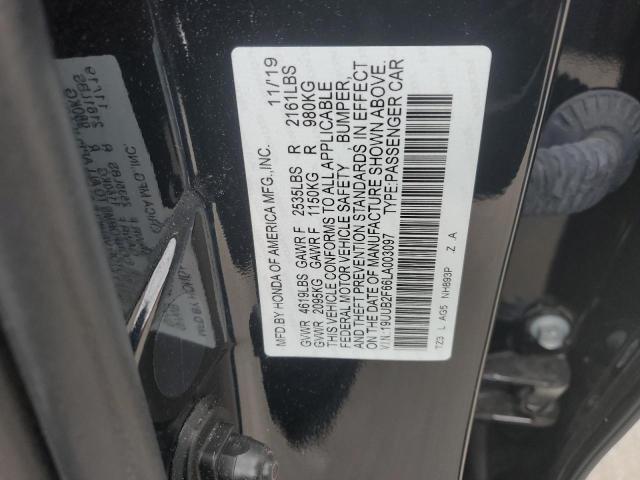 MFD.BY HONDA OF AMERICA MFG.,INC. 11/19
GVWR 4619LBS GAWR F 2535LBS R 2161LBS
GVWR 2095KG GAWR F 1150KG R 980KG
THIS VEHICLE CONFORMS TO ALL APPLICABLE
FEDERAL MOTOR VEHICLE SAFETY BUMPER,
AND THEFT PREVENTION STANDARDS IN EFFECT
ON THE DATE OF MANUFACTURE SHOWN ABOVE.
V.I.N.:19UUB2F66LA003097 TYPE:PASSENGER CAR
TZ3 L AG5 NH893P Z A